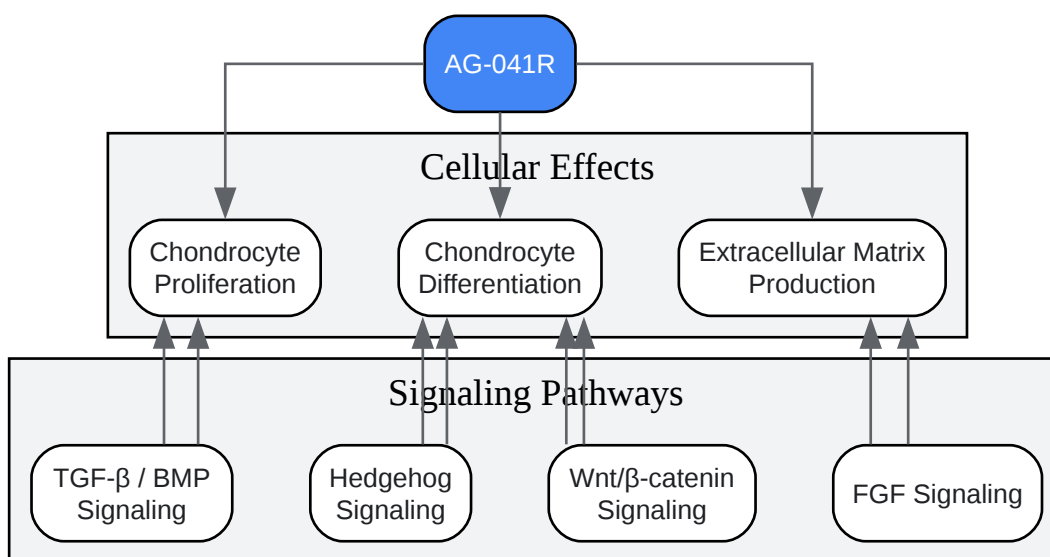 AG-041R
Cellular Effects
Chondrocyte
Proliferation
Chondrocyte
Differentiation
Extracellular Matrix
Production
Signaling Pathways
TGF-β / BMP
Signaling
Hedgehog
Signaling
Wnt/β-catenin
Signaling
FGF Signaling